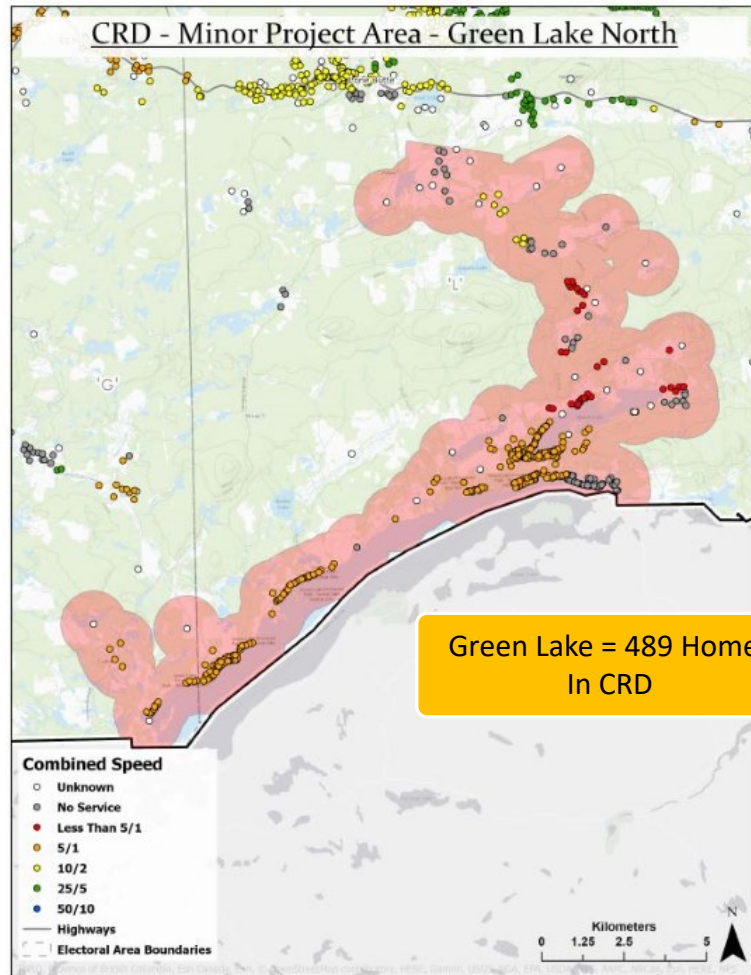 CRD - Minor Project Area - Green Lake North
'L'
'G'
Green Lake = 489 Home
In CRD
Combined Speed
Unknown
No Service
Less Than 5/1
5/1
10/2
25/5
50/10
Highways
Electoral Area Boundaries
Kilometers
0 1.25 2.5 5
N